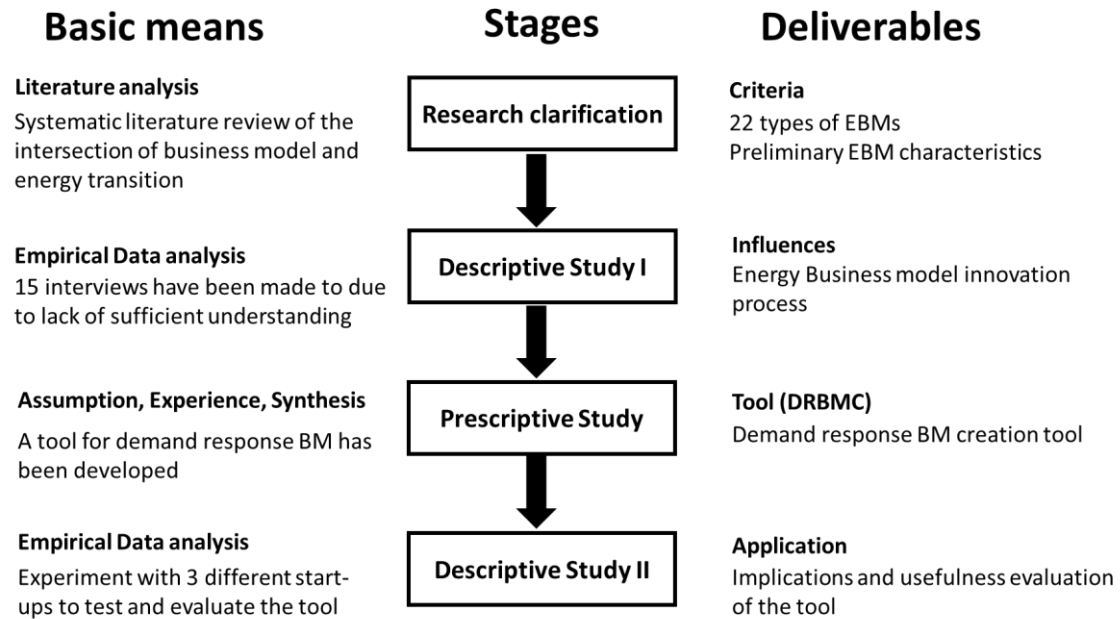 Basic means
Stages
Deliverables
Literature analysis
Systematic literature review of the
intersection of business model and
energy transition
Research clarification
Criteria
22 types of EBMs
Preliminary EBM characteristics
Empirical Data analysis
15 interviews have been made to due
to lack of sufficient understanding
Descriptive Study I
Influences
Energy Business model innovation
process
Assumption, Experience, Synthesis
A tool for demand response BM has
been developed
Prescriptive Study
Tool (DRBMC)
Demand response BM creation tool
Empirical Data analysis
Experiment with 3 different start-
ups to test and evaluate the tool
Descriptive Study II
Application
Implications and usefulness evaluation
of the tool